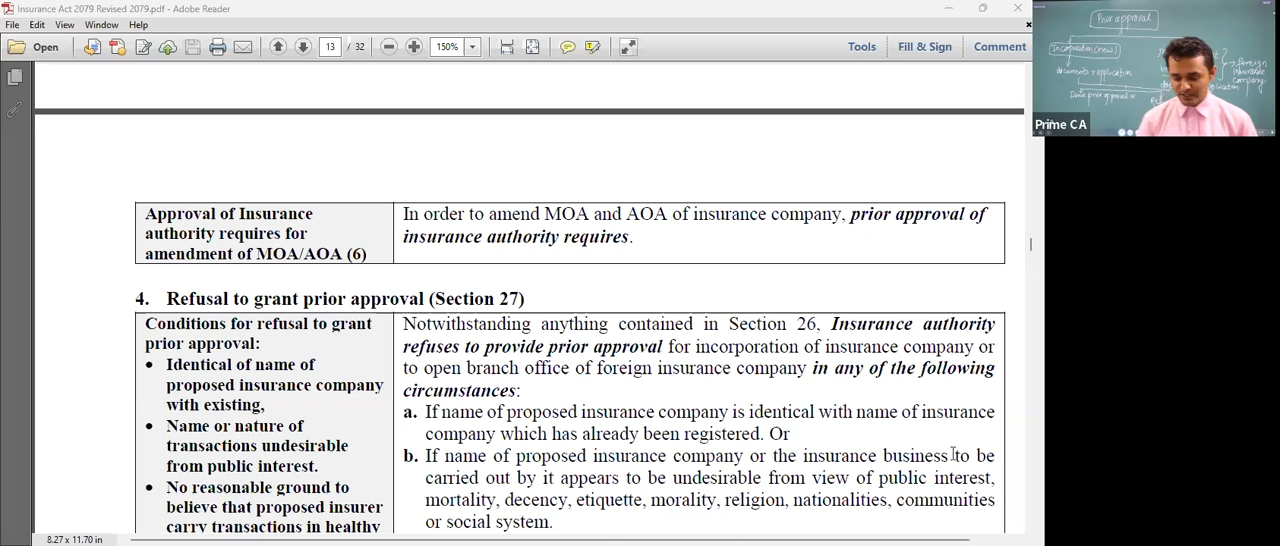 Insurance Act 2079 Revised 2079.pdf - Adobe Reader
File Edit View Window Help
Open 13 / 32 150% Tools Fill & Sign Comment
Approval of Insurance
authority requires for
amendment of MOA/AOA (6)
In order to amend MOA and AOA of insurance company, prior approval of
insurance authority requires.
4. Refusal to grant prior approval (Section 27)
Conditions for refusal to grant
prior approval:
• Identical of name of
proposed insurance company
with existing,
• Name or nature of
transactions undesirable
from public interest.
• No reasonable ground to
believe that proposed insurer
carry transactions in healthy
Notwithstanding anything contained in Section 26, Insurance authority
refuses to provide prior approval for incorporation of insurance company or
to open branch office of foreign insurance company in any of the following
circumstances:
a. If name of proposed insurance company is identical with name of insurance
company which has already been registered. Or
b. If name of proposed insurance company or the insurance business to be
carried out by it appears to be undesirable from view of public interest,
mortality, decency, etiquette, morality, religion, nationalities, communities
or social system.
8.27 x 11.70 in
Prior approval
Incorporation (new)
documents + application
prior approval
foreign
insurance
company
Prime CA